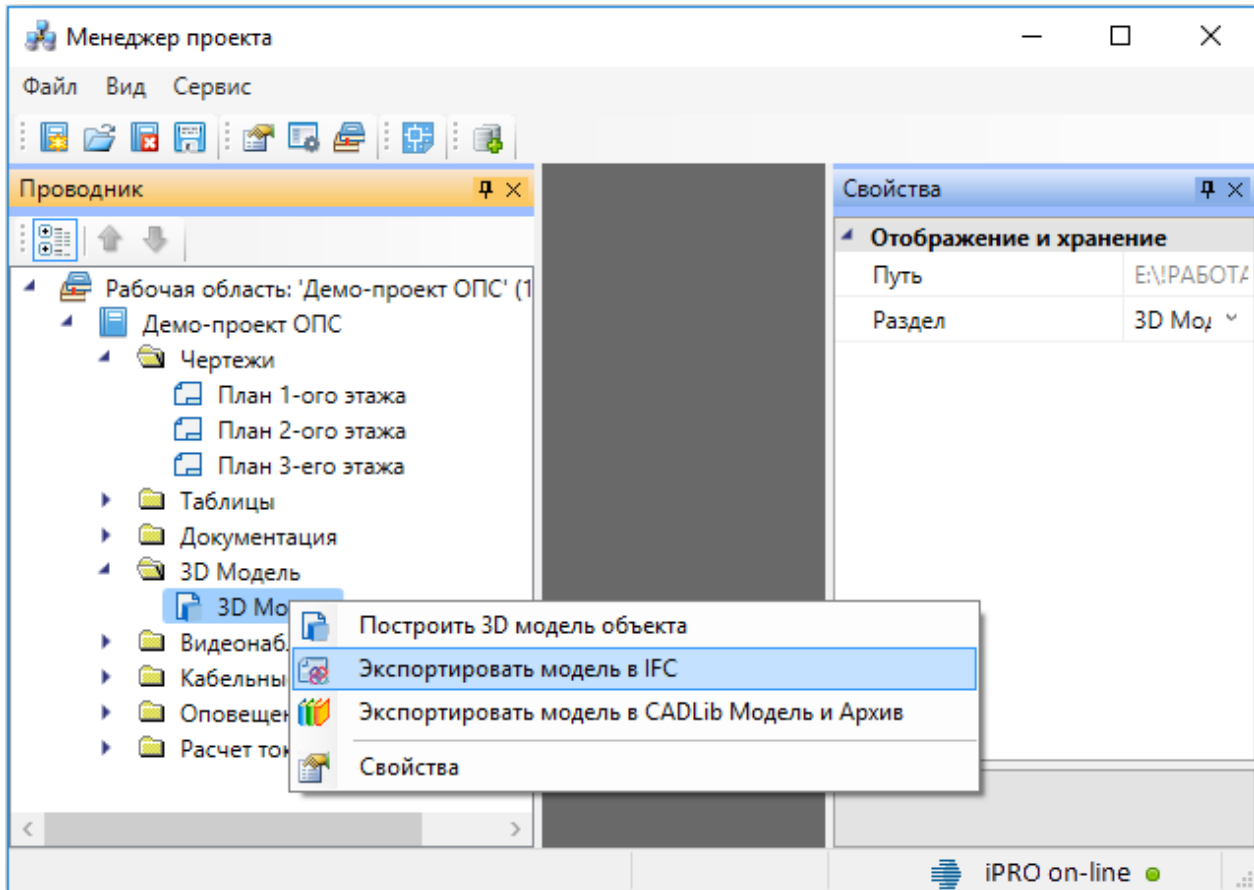 Менеджер проекта
Файл Вид Сервис
Проводник
Рабочая область: 'Демо-проект ОПС' (1
Демо-проект ОПС
Чертежи
План 1-ого этажа
План 2-ого этажа
План 3-его этажа
Таблицы
Документация
3D Модель
3D Мо
Видеонаб
Кабельны
Оповещен
Расчет ток
Построить 3D модель объекта
Экспортировать модель в IFC
Экспортировать модель в CADLib Модель и Архив
Свойства
Свойства
Отображение и хранение
Путь E:\!РАБОТА
Раздел 3D Мод
iPRO on-line